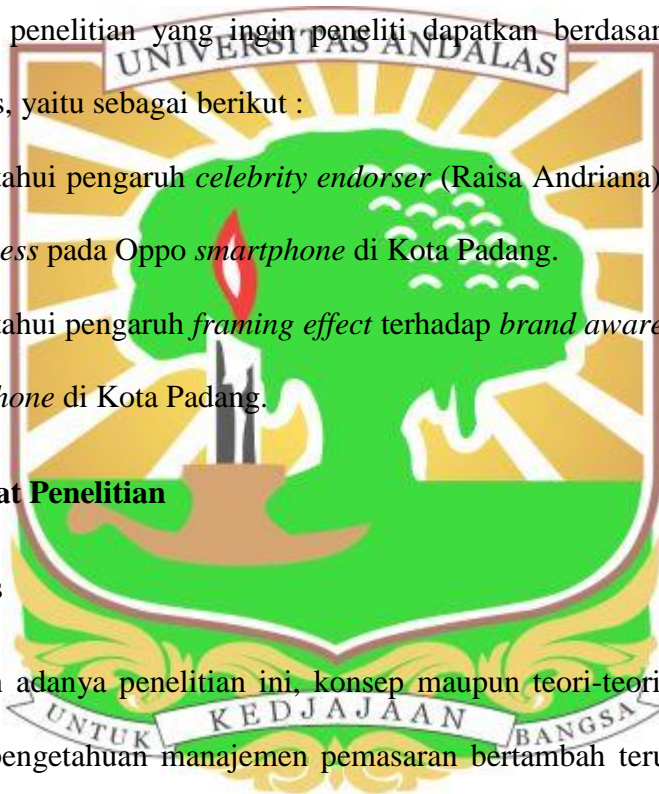 penelitian yang ingin peneliti dapatkan berdasar
UNIVERSITAS ANDALAS
s, yaitu sebagai berikut :
tahui pengaruh celebrity endorser (Raisa Andriana)
ess pada Oppo smartphone di Kota Padang.
tahui pengaruh framing effect terhadap brand aware
hone di Kota Padang.
at Penelitian
s
n adanya penelitian ini, konsep maupun teori-teori
UNTUK KEDJAJAAN BANGSA
pengetahuan manajemen pemasaran bertambah teru